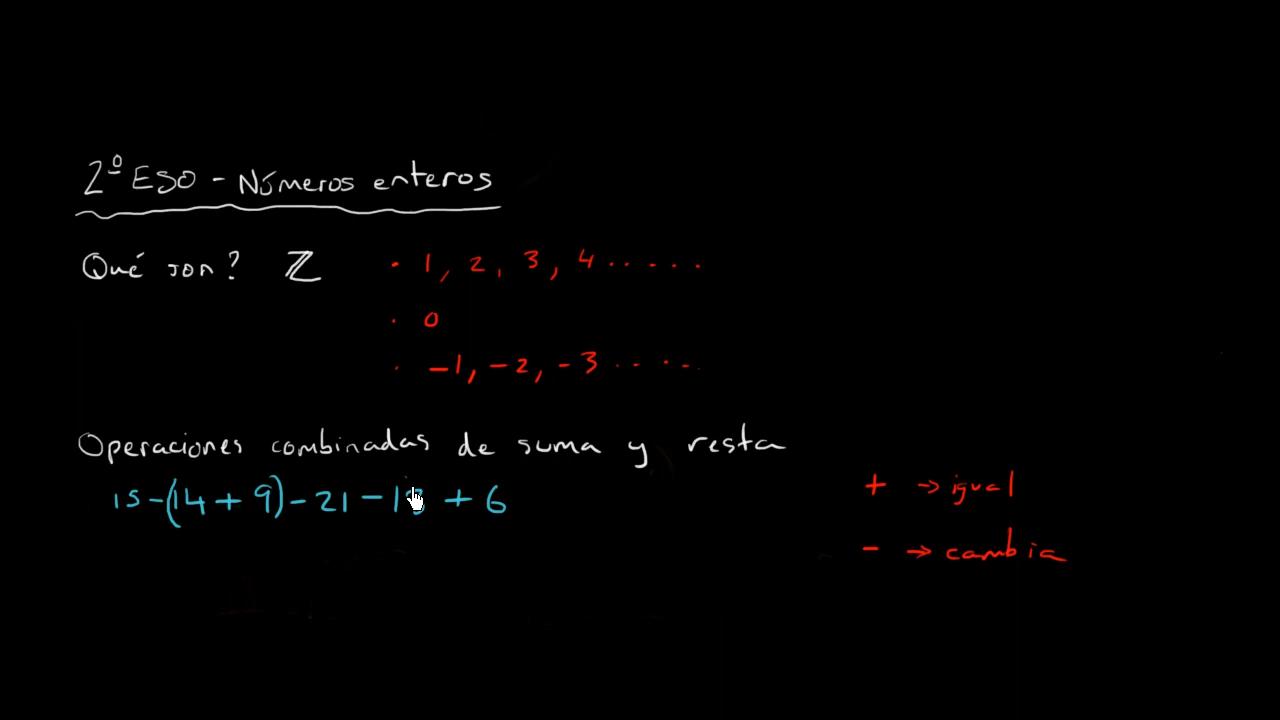 2º ESO - Números enteros
Qué son? ℤ
· 1, 2, 3, 4 . . . . . .
· 0
· -1, -2, -3 . . . . .
Operaciones combinadas de suma y resta
15 - (14 + 9) - 21 - + 6
+ → igual
- → cambia